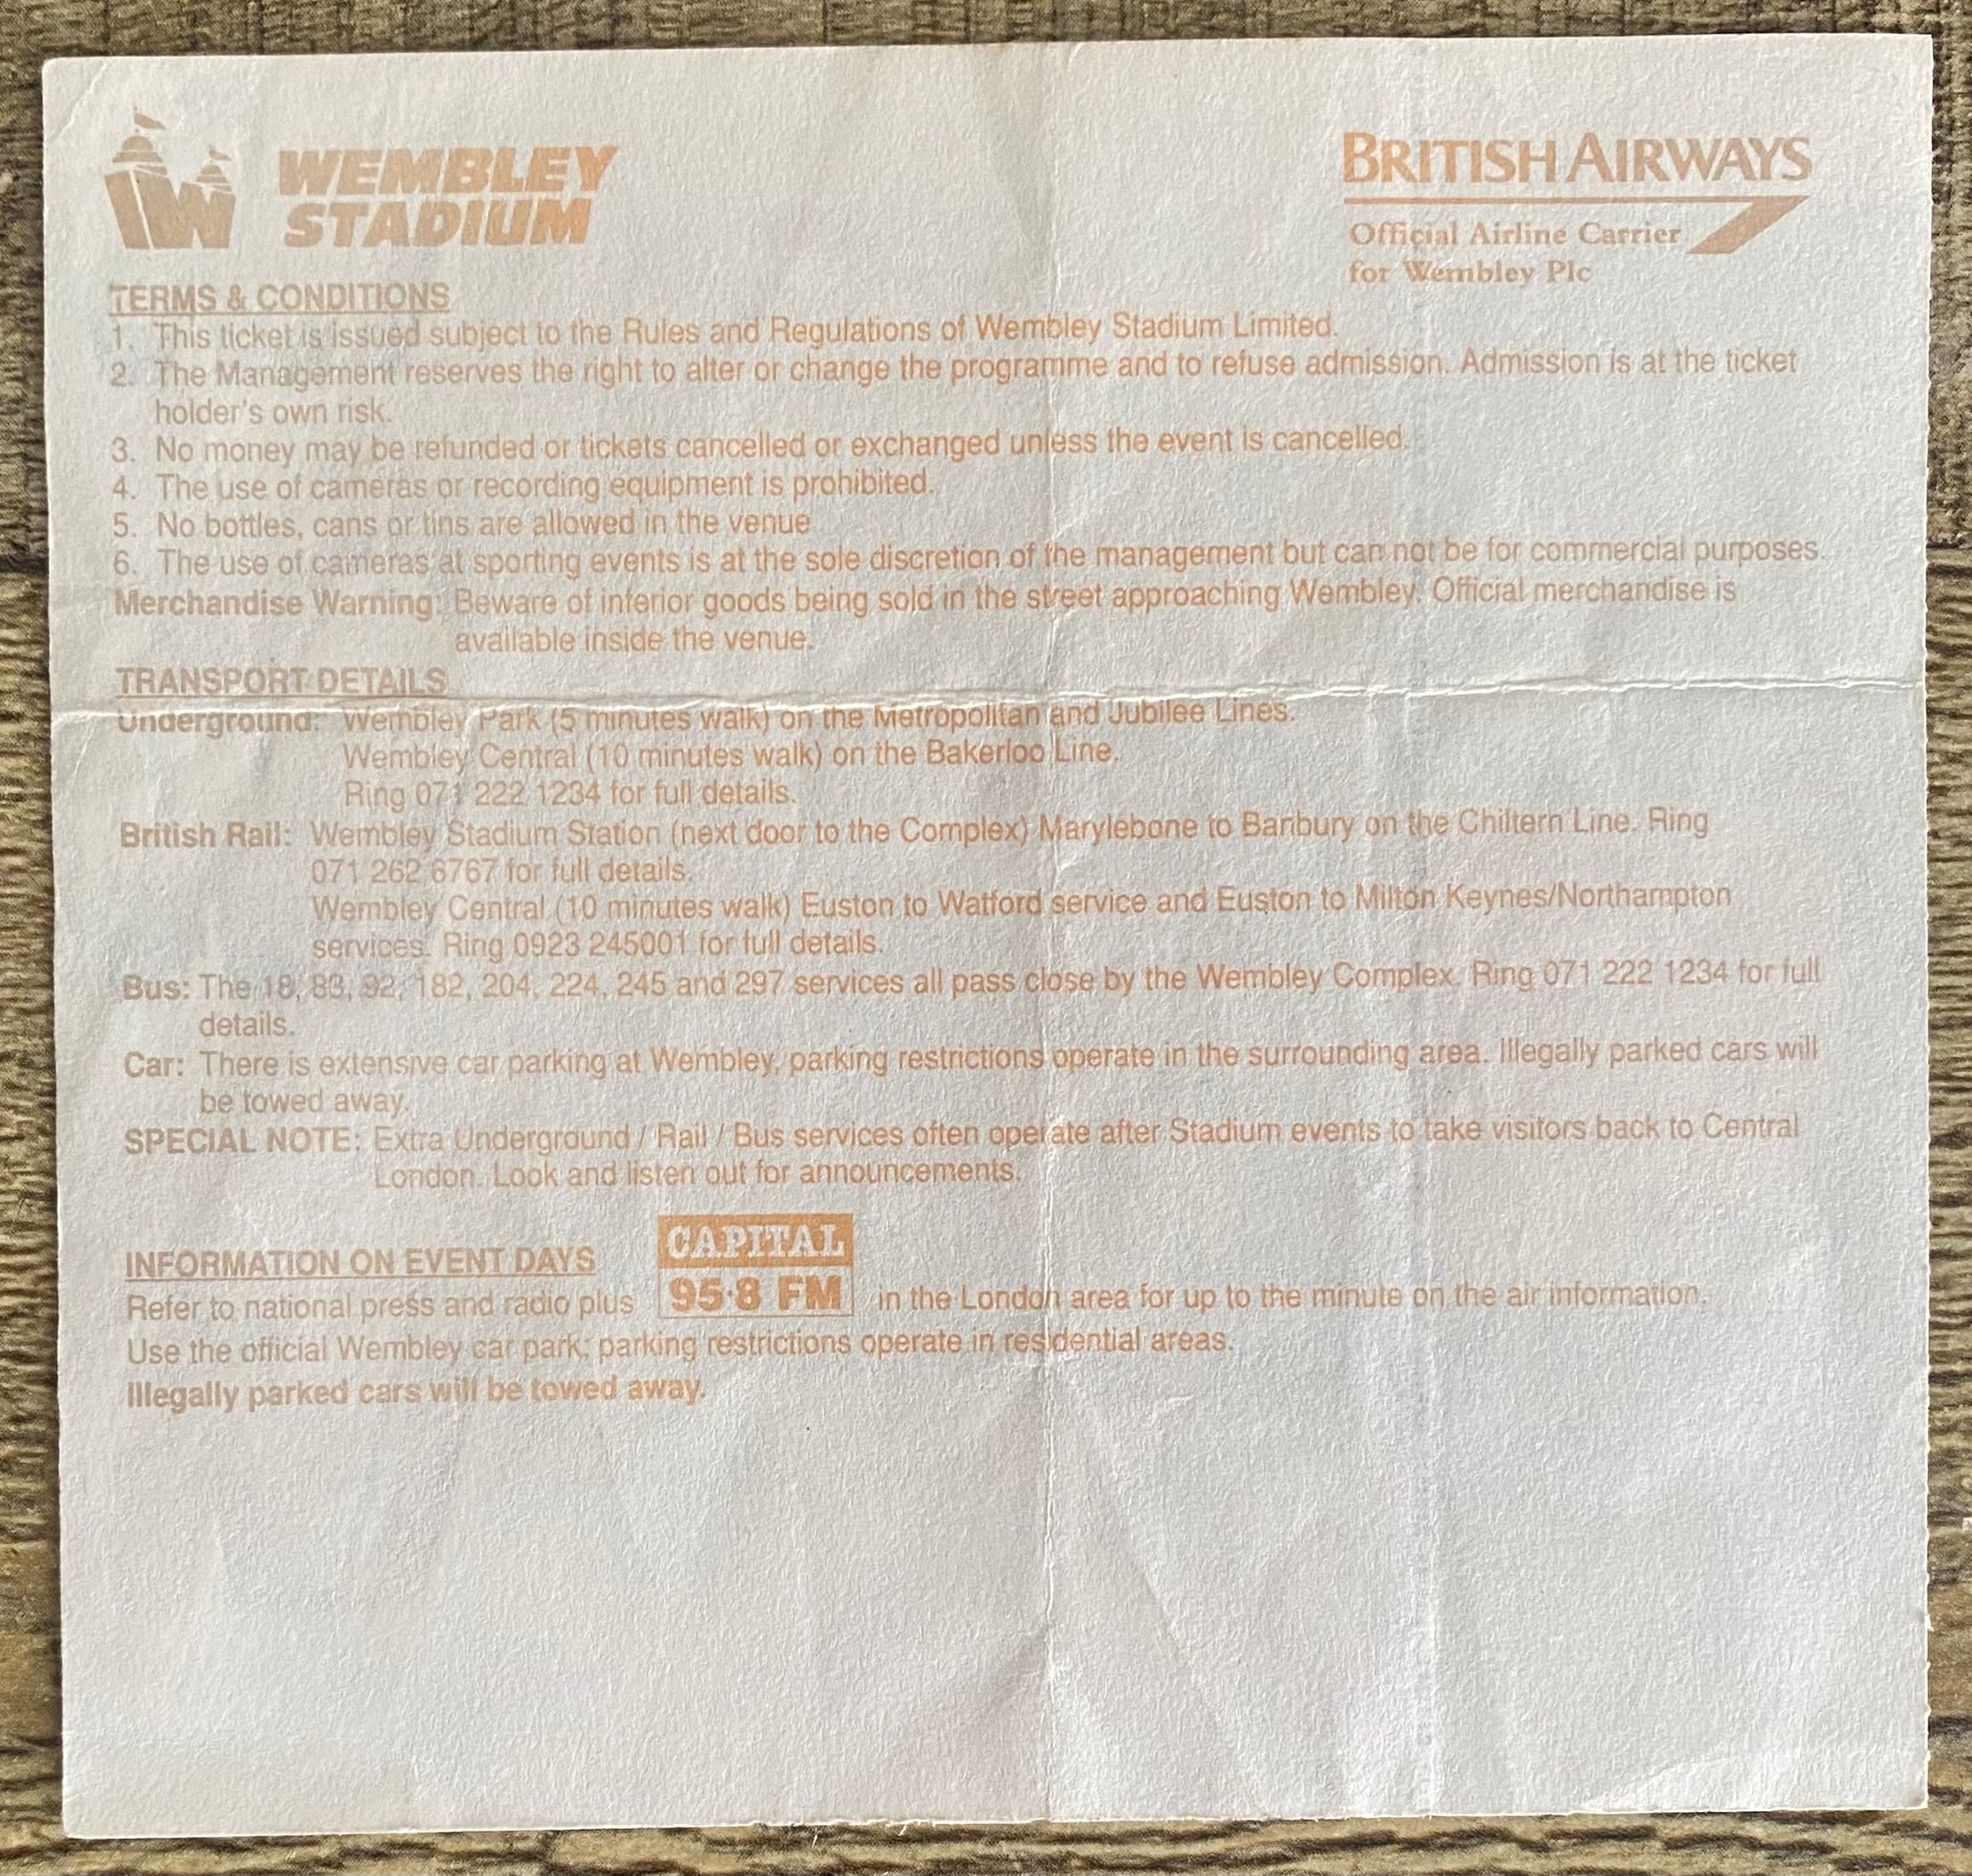 WEMBLEY
STADIUM
BRITISH AIRWAYS
Official Airline Carrier
for Wembley Plc
TERMS & CONDITIONS
1. This ticket is issued subject to the Rules and Regulations of Wembley Stadium Limited.
2. The Management reserves the right to alter or change the programme and to refuse admission. Admission is at the ticket
holder's own risk.
3. No money may be refunded or tickets cancelled or exchanged unless the event is cancelled.
4. The use of cameras or recording equipment is prohibited.
5. No bottles, cans or tins are allowed in the venue
6. The use of cameras at sporting events is at the sole discretion of the management but can not be for commercial purposes.
Merchandise Warning: Beware of inferior goods being sold in the street approaching Wembley. Official merchandise is
available inside the venue.
TRANSPORT DETAILS
Underground: Wembley Park (5 minutes walk) on the Metropolitan and Jubilee Lines.
Wembley Central (10 minutes walk) on the Bakerloo Line.
Ring 071 222 1234 for full details.
British Rail: Wembley Stadium Station (next door to the Complex) Marylebone to Banbury on the Chiltern Line. Ring
071 262 6767 for full details.
Wembley Central (10 minutes walk) Euston to Watford service and Euston to Milton Keynes/Northampton
services. Ring 0923 245001 for full details.
Bus: The 18, 83, 92, 182, 204, 224, 245 and 297 services all pass close by the Wembley Complex. Ring 071 222 1234 for full
details.
Car: There is extensive car parking at Wembley, parking restrictions operate in the surrounding area. Illegally parked cars will
be towed away.
SPECIAL NOTE: Extra Underground / Rail / Bus services often operate after Stadium events to take visitors back to Central
London. Look and listen out for announcements.
INFORMATION ON EVENT DAYS
CAPITAL
Refer to national press and radio plus 95·8 FM in the London area for up to the minute on the air information.
Use the official Wembley car park; parking restrictions operate in residential areas.
Illegally parked cars will be towed away.